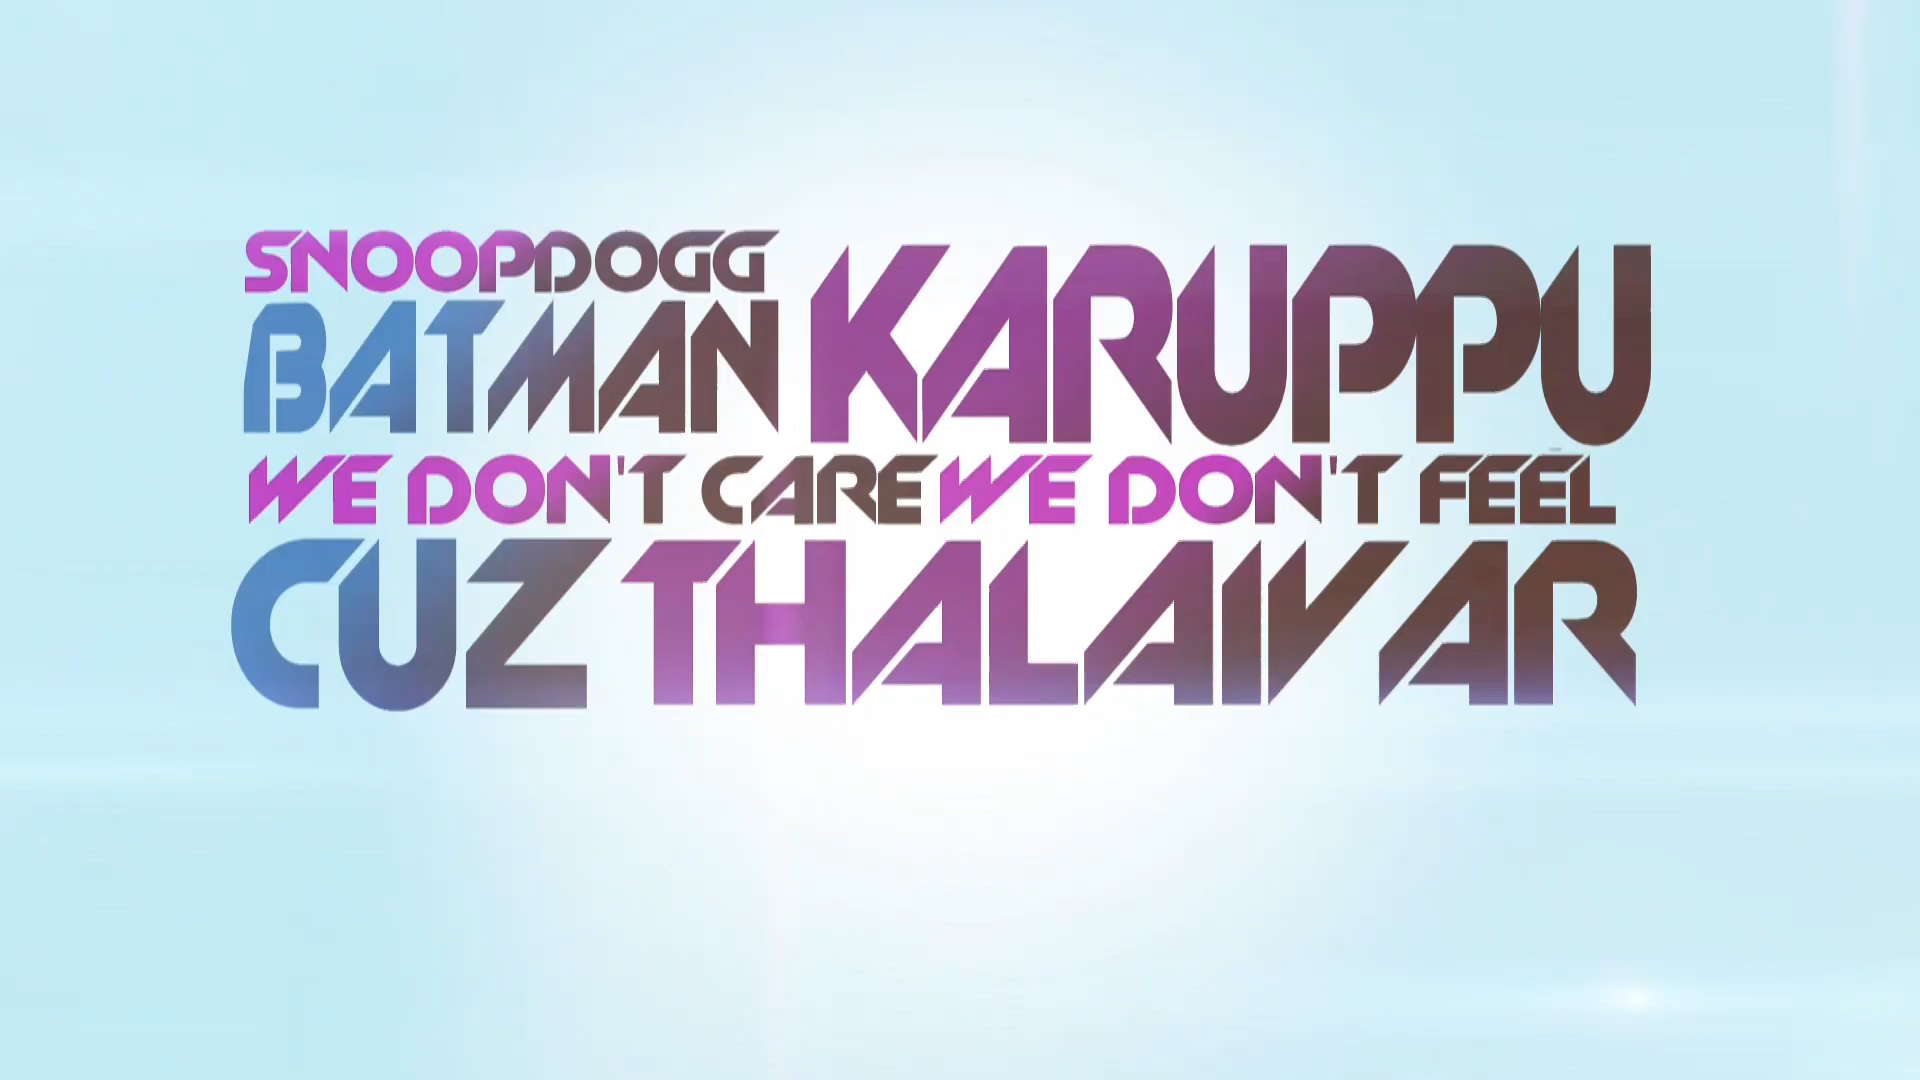 SNOOPDOGG
BATMAN KARUPPU
WE DON'T CARE WE DON'T FEEL
CUZ THALAIVAR